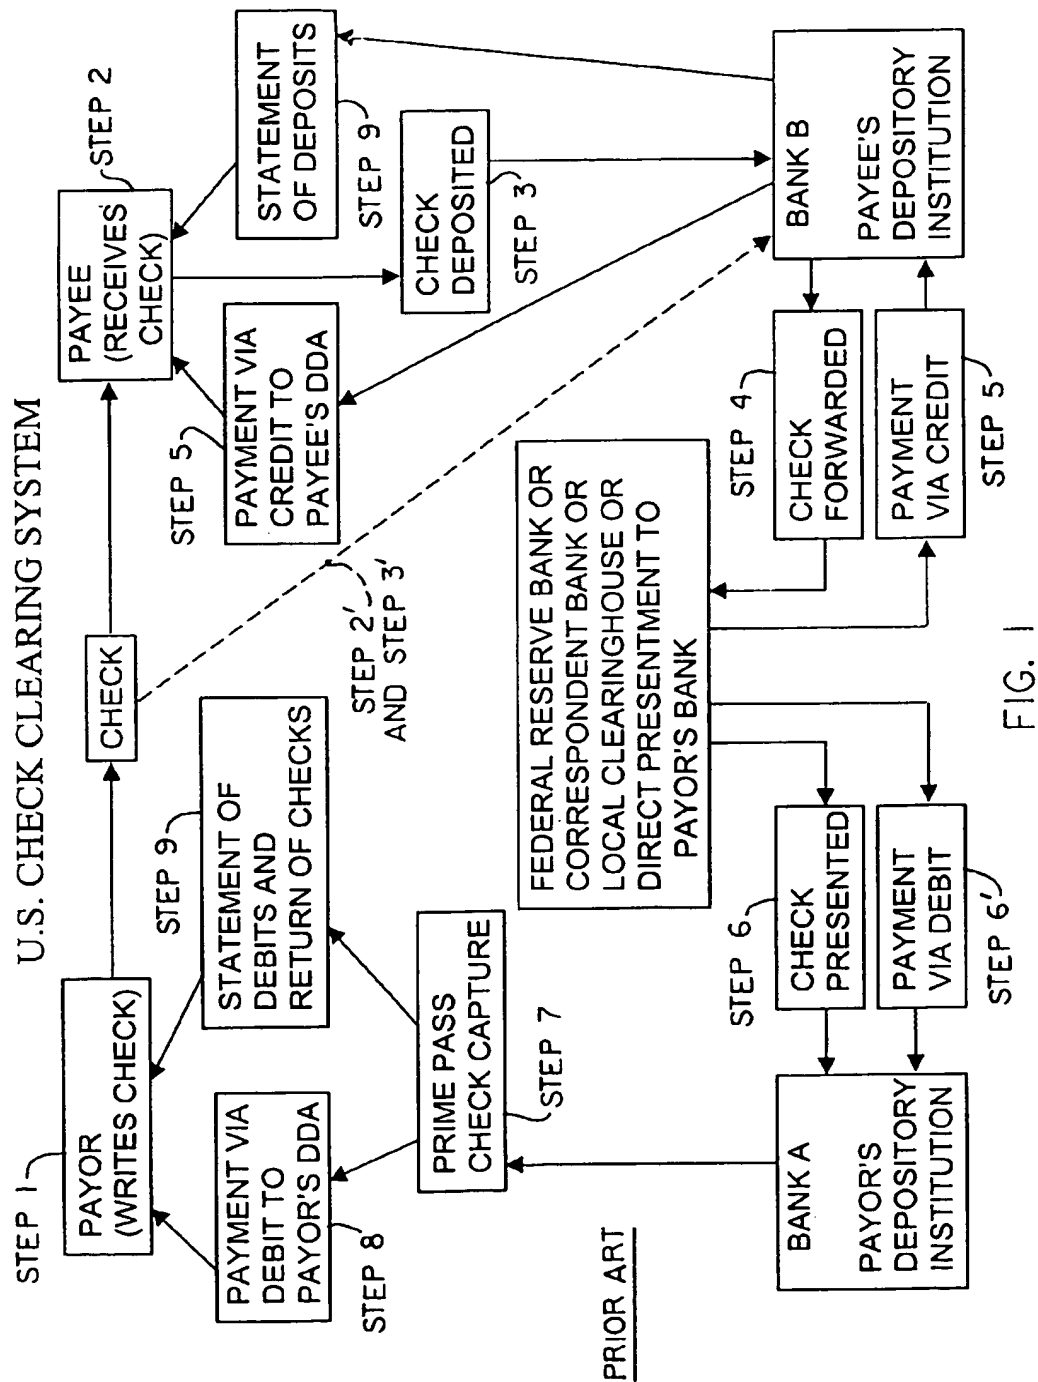 U.S. CHECK CLEARING SYSTEM
STEP 1
PAYOR
(WRITES CHECK)
CHECK
PAYEE
(RECEIVES
CHECK)
STEP 2
PAYMENT VIA
DEBIT TO
PAYOR'S DDA
STEP 8
STEP 9
STATEMENT OF
DEBITS AND
RETURN OF CHECKS
STEP 2'
AND STEP 3'
STEP 5
PAYMENT VIA
CREDIT TO
PAYEE'S DDA
STATEMENT
OF DEPOSITS
STEP 9
PRIME PASS
CHECK CAPTURE
STEP 7
CHECK
DEPOSITED
STEP 3
PRIOR ART
FEDERAL RESERVE BANK OR
CORRESPONDENT BANK OR
LOCAL CLEARINGHOUSE OR
DIRECT PRESENTMENT TO
PAYOR'S BANK
BANK A
PAYOR'S
DEPOSITORY
INSTITUTION
STEP 6
CHECK
PRESENTED
PAYMENT
VIA DEBIT
STEP 6'
STEP 4
CHECK
FORWARDED
PAYMENT
VIA CREDIT
STEP 5
BANK B
PAYEE'S
DEPOSITORY
INSTITUTION
FIG. 1